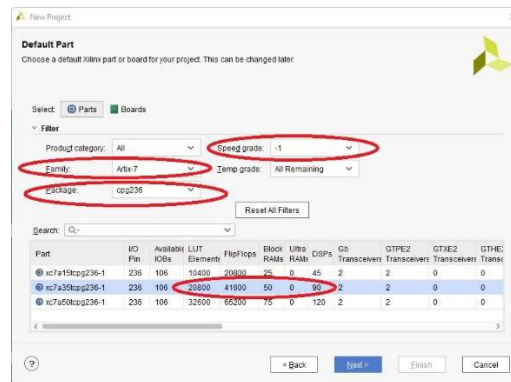 New Project
Default Part
Choose a default Xilinx part or board for your project. This can be changed later.
Select: Parts Boards
Filter
Product category: All Speed grade: -1
Family: Artix-7 Temp grade: All Remaining
Package: cpg236
Reset All Filters
Search: Q-
Part I/O Pin Available IOBs LUT Elements FlipFlops Block RAMs Ultra RAMs DSPs Gb Transceivers GTPE2 Transceivers GTXE2 Transceivers GTHE Transc
xc7a15tcpg236-1 236 106 10400 20800 25 0 45 2 2 0 0
xc7a35tcpg236-1 236 106 20800 41600 50 0 90 2 2 0 0
xc7a50tcpg236-1 236 106 32600 65200 75 0 120 2 2 0 0
? < Back Next > Finish Cancel